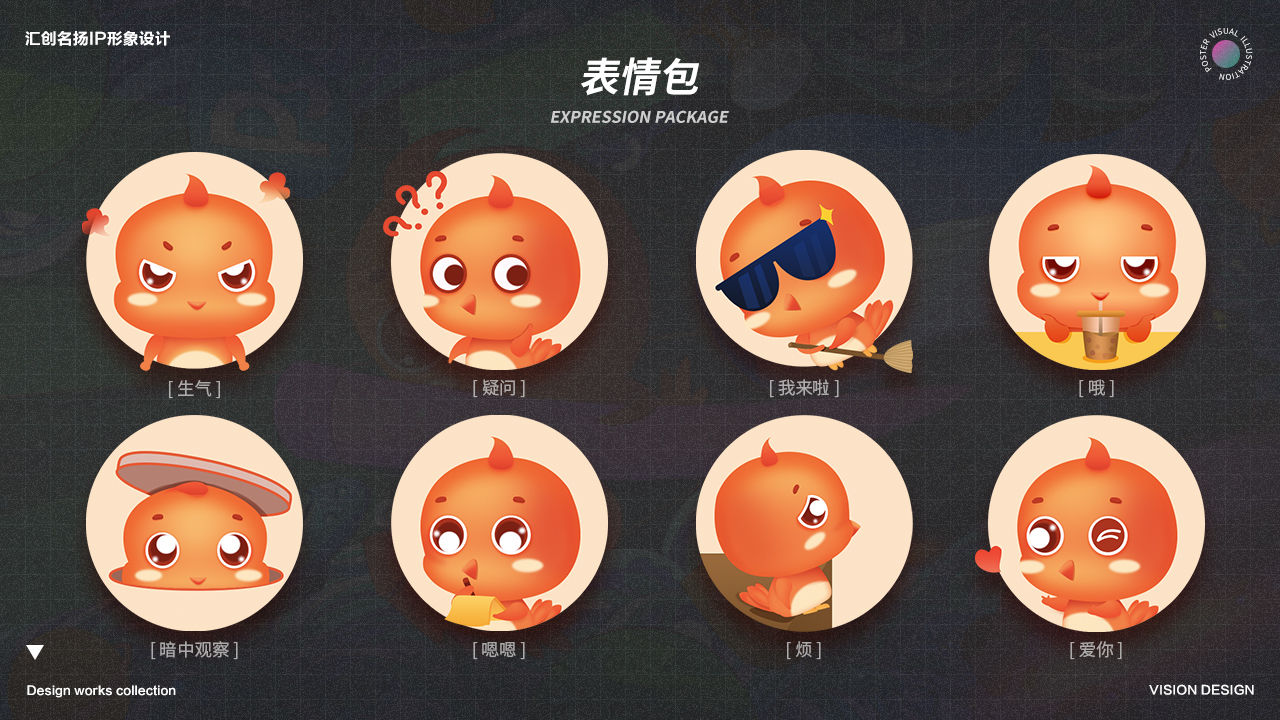 汇创名扬IP形象设计
POSTER VISUAL ILLUSTRATION
表情包
EXPRESSION PACKAGE
???
[ 生气 ]
[ 疑问 ]
[ 我来啦 ]
[ 哦 ]
[ 暗中观察 ]
[ 嗯嗯 ]
[ 烦 ]
[ 爱你 ]
Design works collection
VISION DESIGN